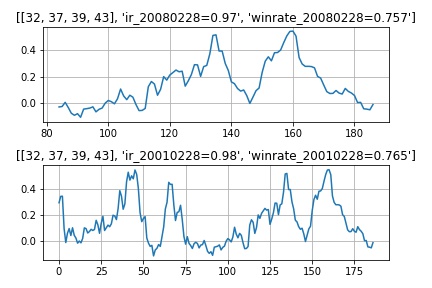 [[32, 37, 39, 43], 'ir_20080228=0.97', 'winrate_20080228=0.757']
0.4
0.2
0.0
80 100 120 140 160 180
[[32, 37, 39, 43], 'ir_20010228=0.98', 'winrate_20010228=0.765']
0.4
0.2
0.0
0 25 50 75 100 125 150 175